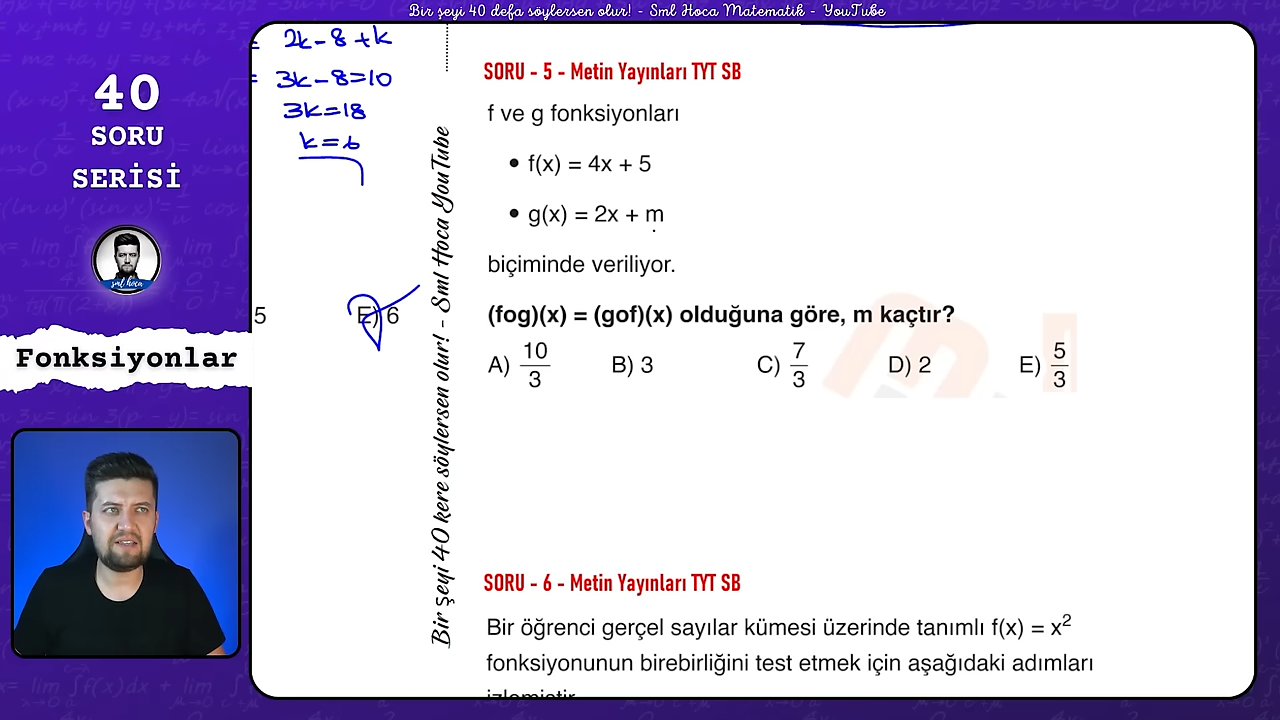 Bir şeyi 40 defa söylersen olur! - Sml Hoca Matematik - YouTube
40
SORU
SERİSİ
sml hoca
Fonksiyonlar
2k-8+k
= 3k-8=10
3k=18
k=6
5 E) 6
Bir şeyi 40 kere söylersen olur! - Sml Hoca YouTube
SORU - 5 - Metin Yayınları TYT SB
f ve g fonksiyonları
• f(x) = 4x + 5
• g(x) = 2x + m
biçiminde veriliyor.
(fog)(x) = (gof)(x) olduğuna göre, m kaçtır?
A) 10/3 B) 3 C) 7/3 D) 2 E) 5/3
SORU - 6 - Metin Yayınları TYT SB
Bir öğrenci gerçel sayılar kümesi üzerinde tanımlı f(x) = x²
fonksiyonunun birebirliğini test etmek için aşağıdaki adımları